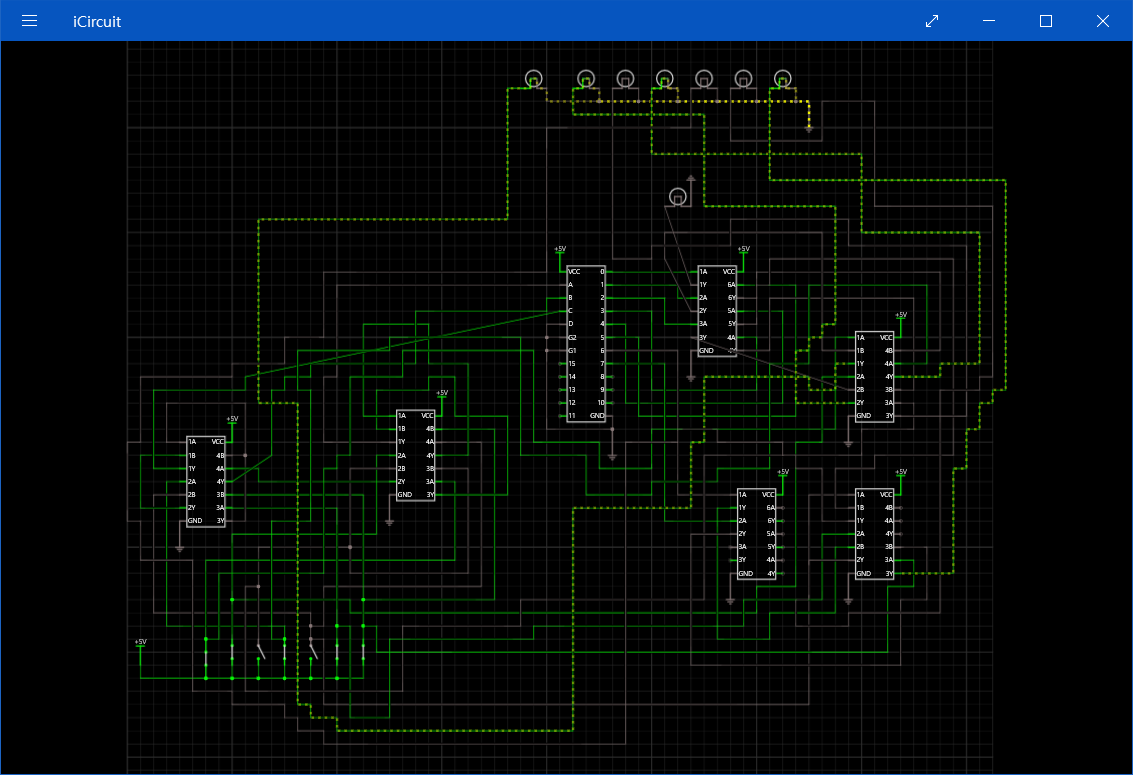 iCircuit
+5V
VCC 0
A 1
B 2
C 3
D 4
G2 5
G1 6
15 7
14 8
13 9
12 10
11 GND
+5V
1A VCC
1Y 6A
2A 6Y
2Y 5A
3A 5Y
3Y 4A
GND
+5V
1A VCC
1B 4B
1Y 4A
2A 4Y
2B 3B
2Y 3A
GND 3Y
+5V
1A VCC
1B 4B
1Y 4A
2A 4Y
2B 3B
2Y 3A
GND 3Y
+5V
1A VCC
1B 4B
1Y 4A
2A 4Y
2B 3B
2Y 3A
GND 3Y
+5V
1A VCC
1Y 6A
2A 6Y
2Y 5A
3A 5Y
3Y 4A
GND 4Y
+5V
1A VCC
1B 4B
1Y 4A
2A 4Y
2B 3B
2Y 3A
GND 3Y
+5V